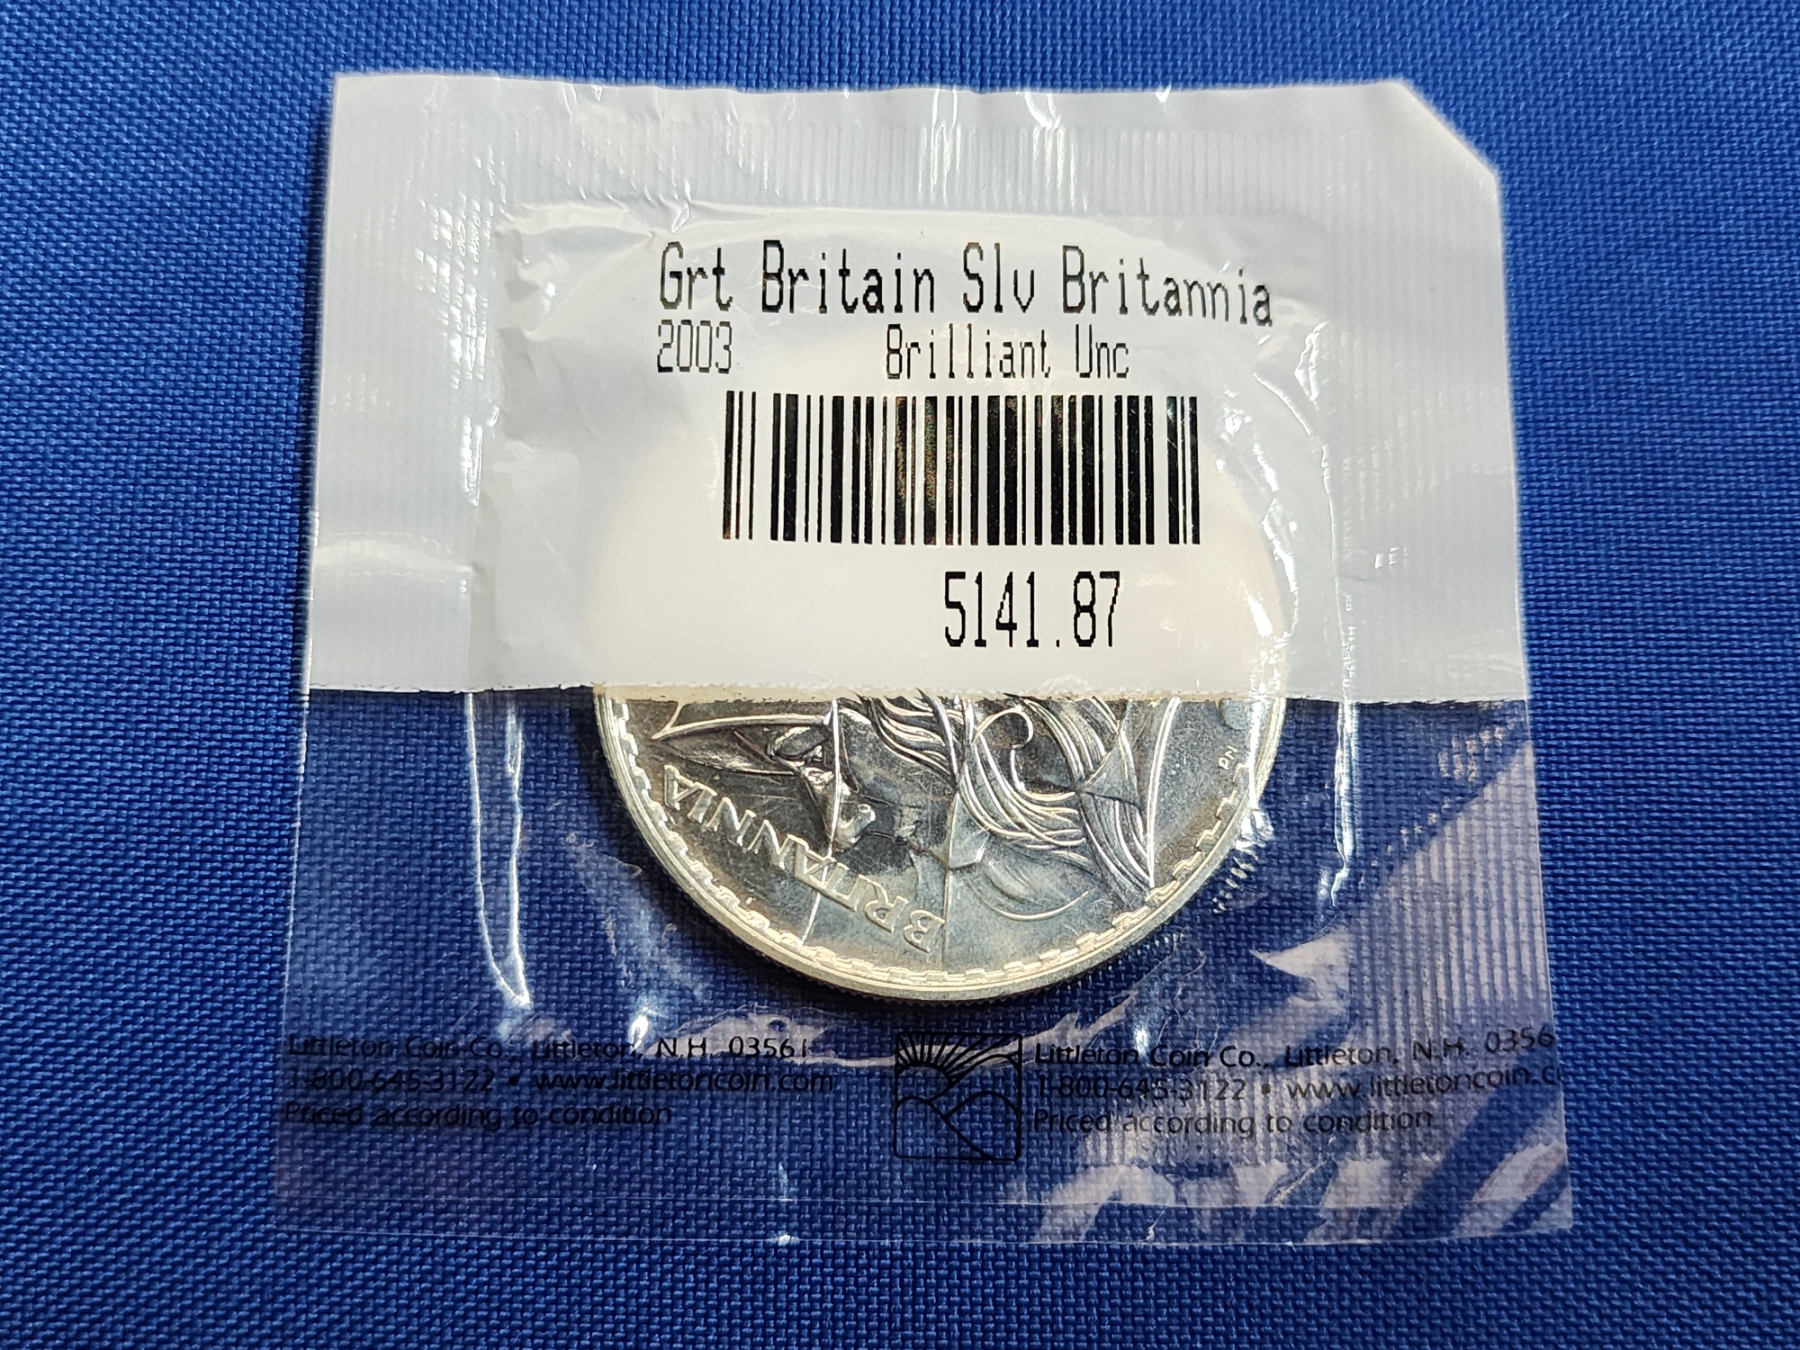 Grt Britain Slv Britannia
2003 Brilliant Unc
5141.87
BRITANNIA
PN
Littleton Coin Co., Littleton, N.H. 03561
1-800-645-3122 • www.littletoncoin.com
Priced according to condition
Littleton Coin Co., Littleton, N.H. 0356
1-800-645-3122 • www.littletoncoin.c
Priced according to condition